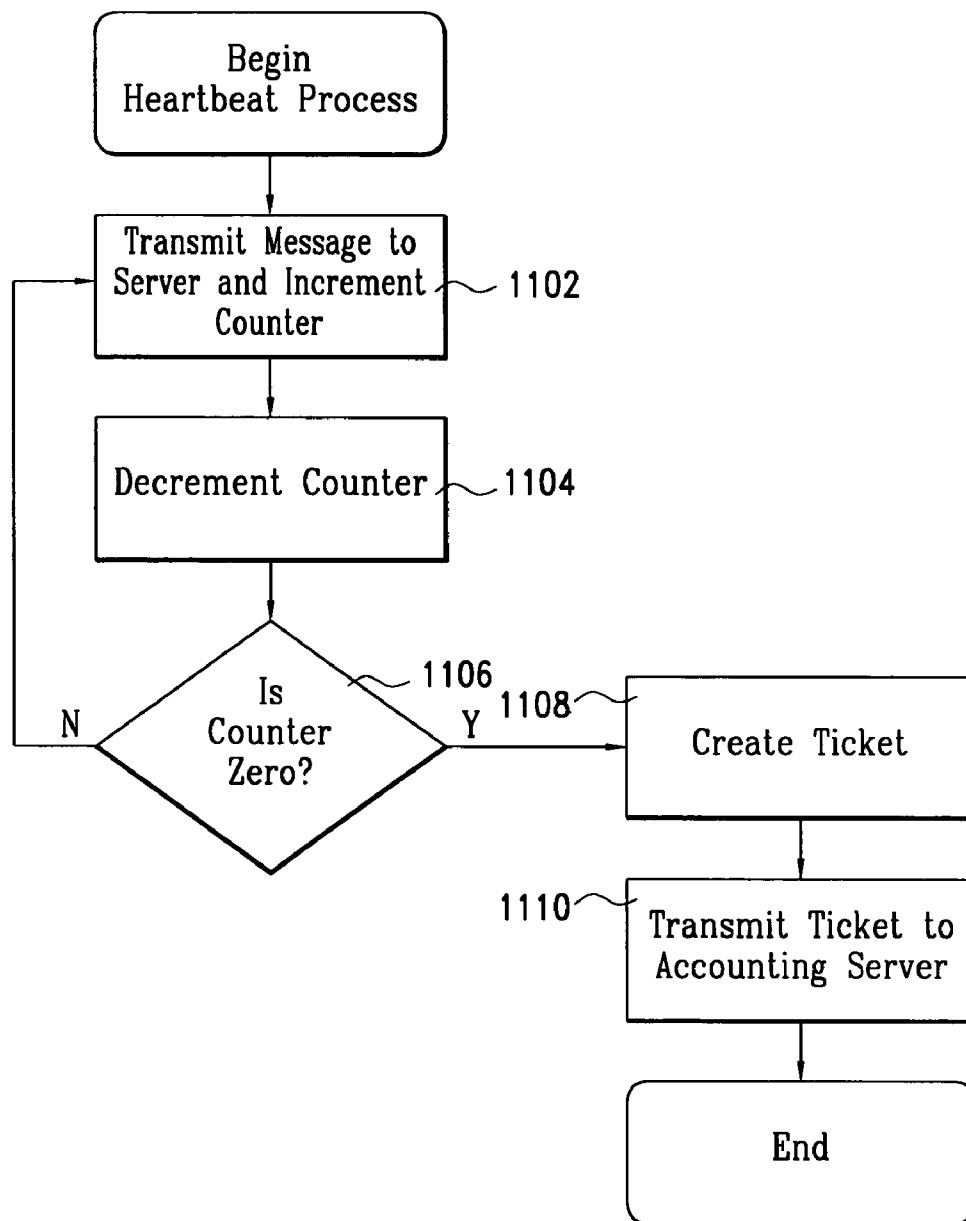 Begin
Heartbeat Process
Transmit Message to
Server and Increment
Counter
1102
Decrement Counter
1104
Is
Counter
Zero?
1106
N
Y
1108
Create Ticket
1110
Transmit Ticket to
Accounting Server
End